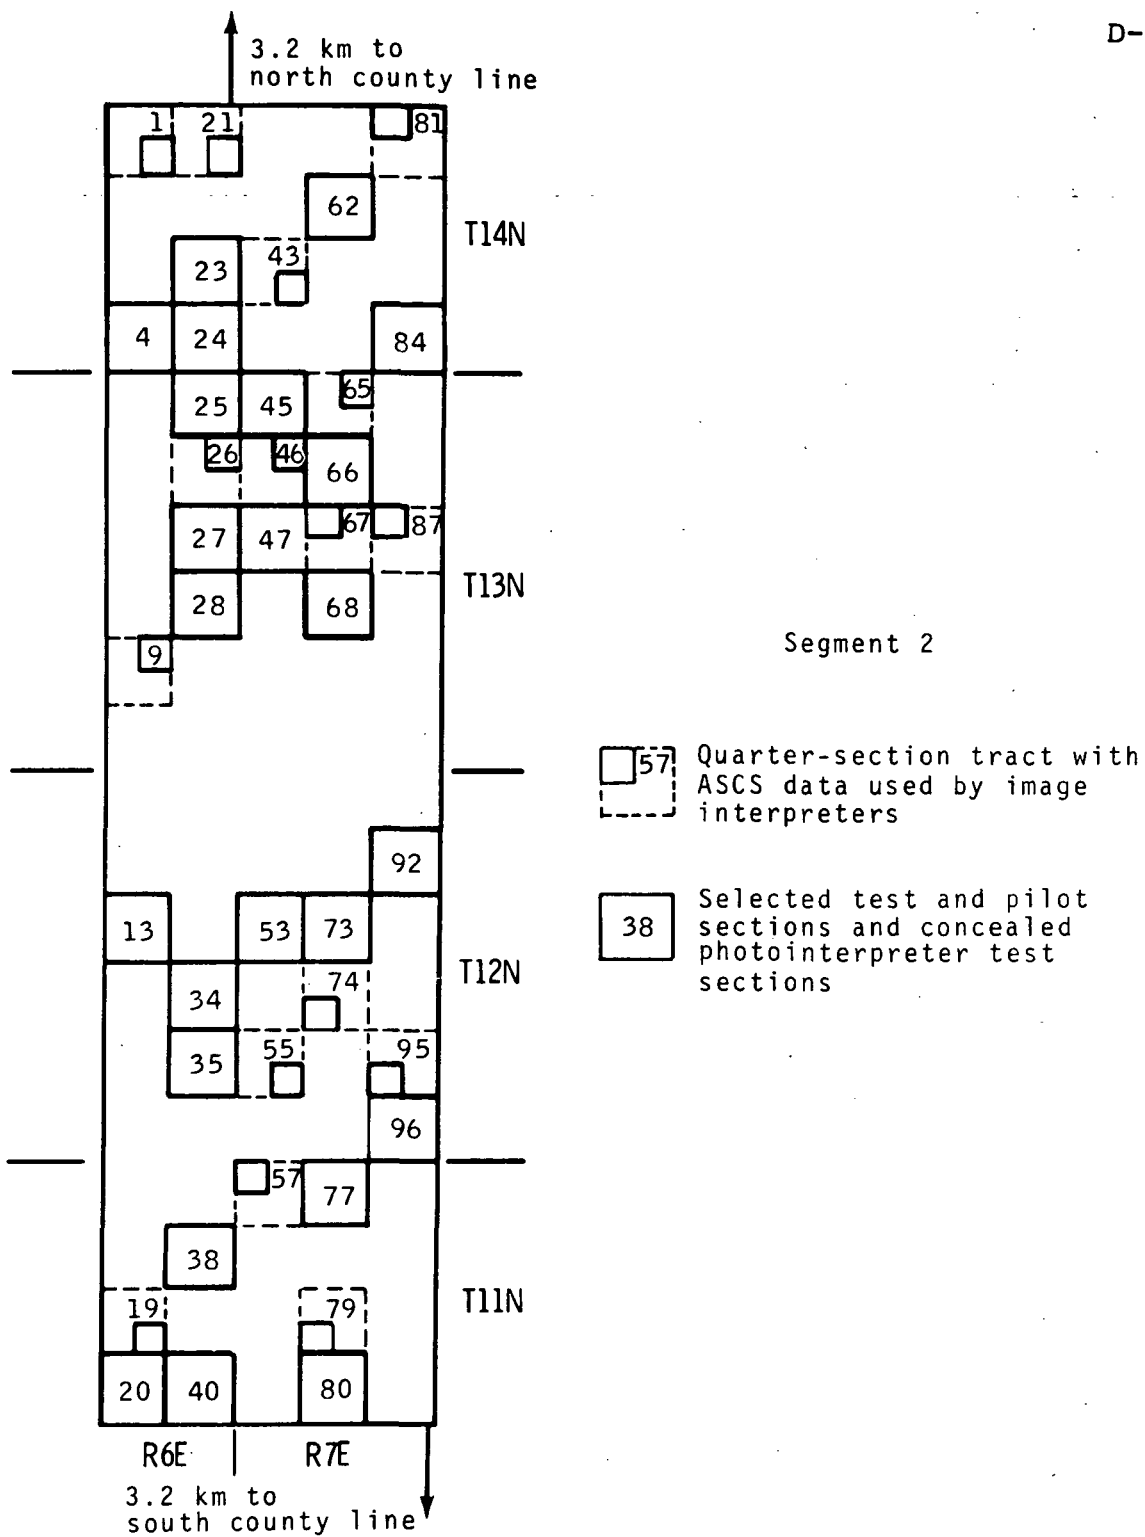 D-
3.2 km to
north county line
1 21 81
62
T14N
43
23
4 24 84
65
25 45
26 46
66
67 87
27 47
T13N
28 68
Segment 2
9
57 Quarter-section tract with
ASCS data used by image
interpreters
92
38 Selected test and pilot
sections and concealed
photointerpreter test
sections
13 53 73
T12N
74
34
55 95
35
96
57
77
38
T11N
19 79
20 40 80
R6E R7E
3.2 km to
south county line